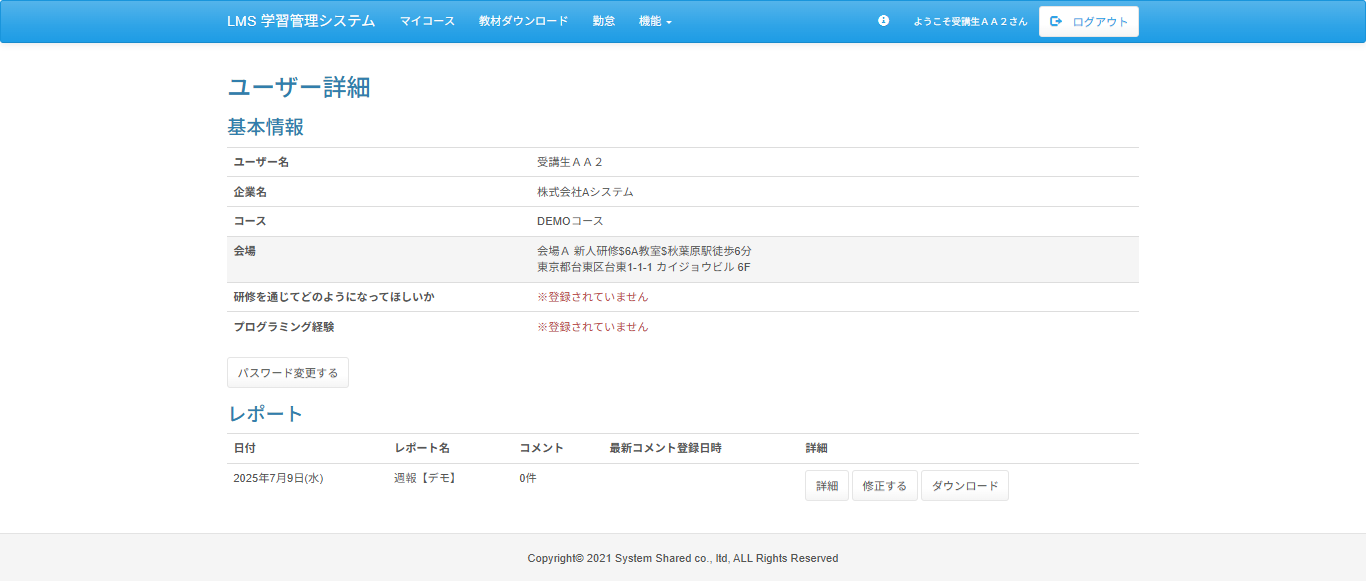 LMS 学習管理システム マイコース 教材ダウンロード 勤怠 機能 ようこそ受講生ＡＡ２さん ログアウト
ユーザー詳細
基本情報
ユーザー名 受講生ＡＡ２
企業名 株式会社Aシステム
コース DEMOコース
会場 会場Ａ 新人研修$6A教室$秋葉原駅徒歩6分
東京都台東区台東1-1-1 カイジョウビル 6F
研修を通じてどのようになってほしいか ※登録されていません
プログラミング経験 ※登録されていません
パスワード変更する
レポート
日付 レポート名 コメント 最新コメント登録日時 詳細
2025年7月9日(水) 週報【デモ】 0件 詳細 修正する ダウンロード
Copyright© 2021 System Shared co., ltd, ALL Rights Reserved